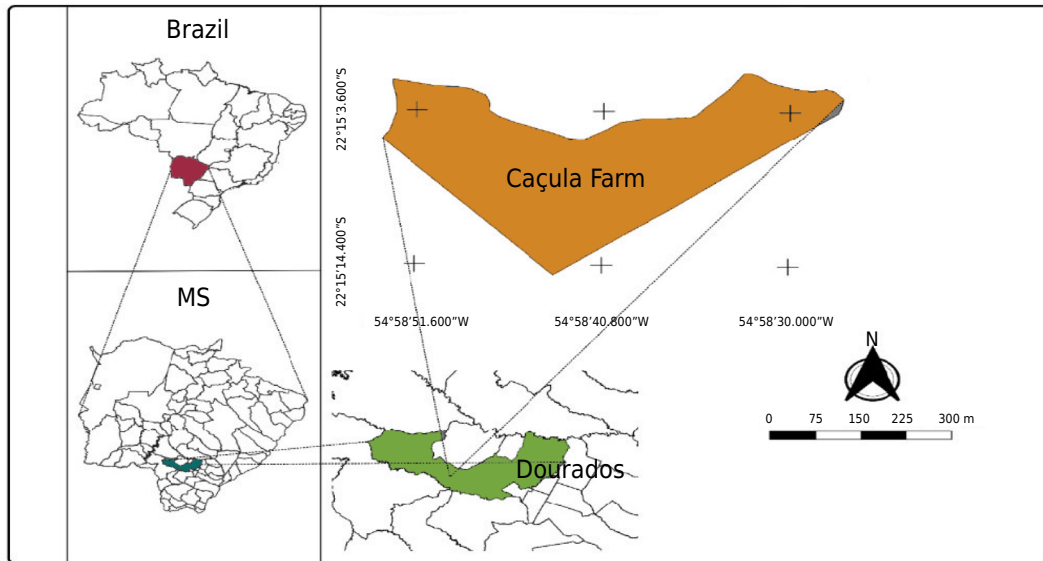 Brazil
MS
22°15'3.600"S
22°15'14.400"S
Caçula Farm
54°58'51.600"W 54°58'40.800"W 54°58'30.000"W
N
0 75 150 225 300 m
Dourados